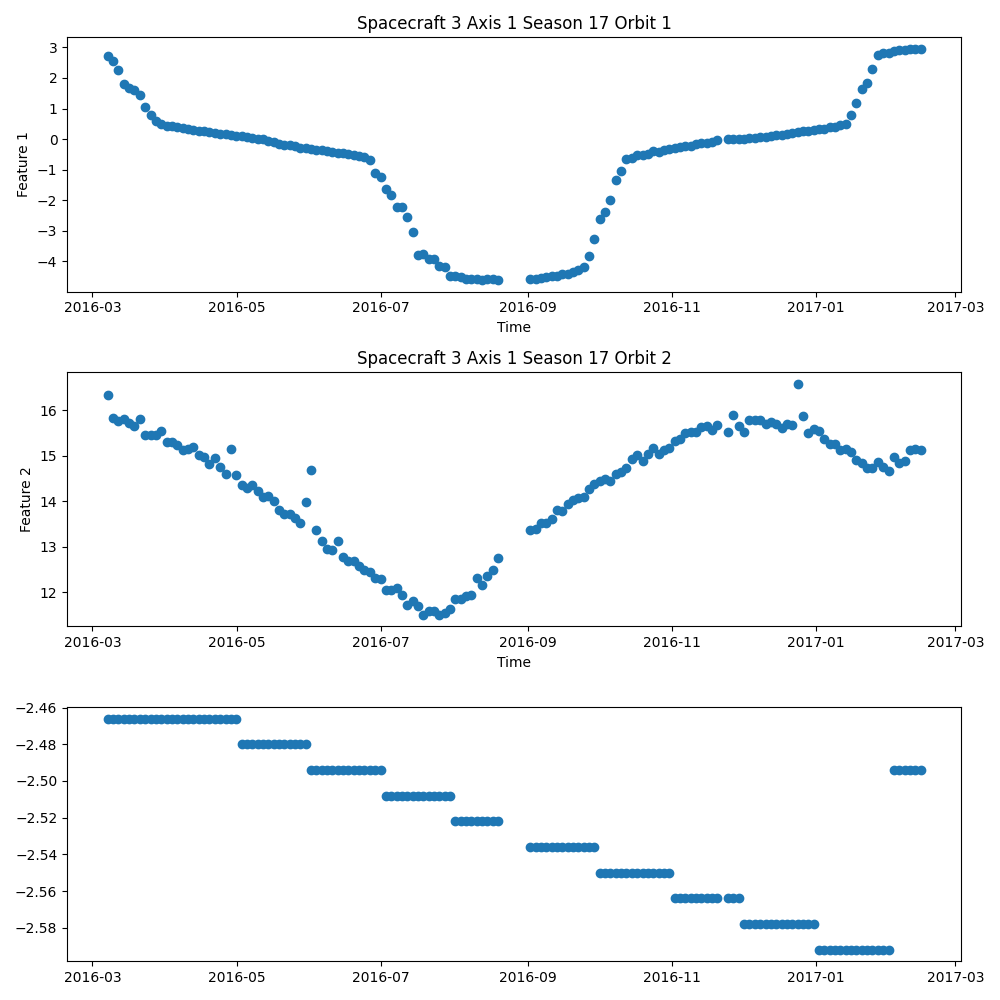 Spacecraft 3 Axis 1 Season 17 Orbit 1
3
2
1
0
−1
−2
−3
−4
Feature 1
2016-03 2016-05 2016-07 2016-09 2016-11 2017-01 2017-03
Time
Spacecraft 3 Axis 1 Season 17 Orbit 2
16
15
14
13
12
Feature 2
2016-03 2016-05 2016-07 2016-09 2016-11 2017-01 2017-03
Time
−2.46
−2.48
−2.50
−2.52
−2.54
−2.56
−2.58
2016-03 2016-05 2016-07 2016-09 2016-11 2017-01 2017-03